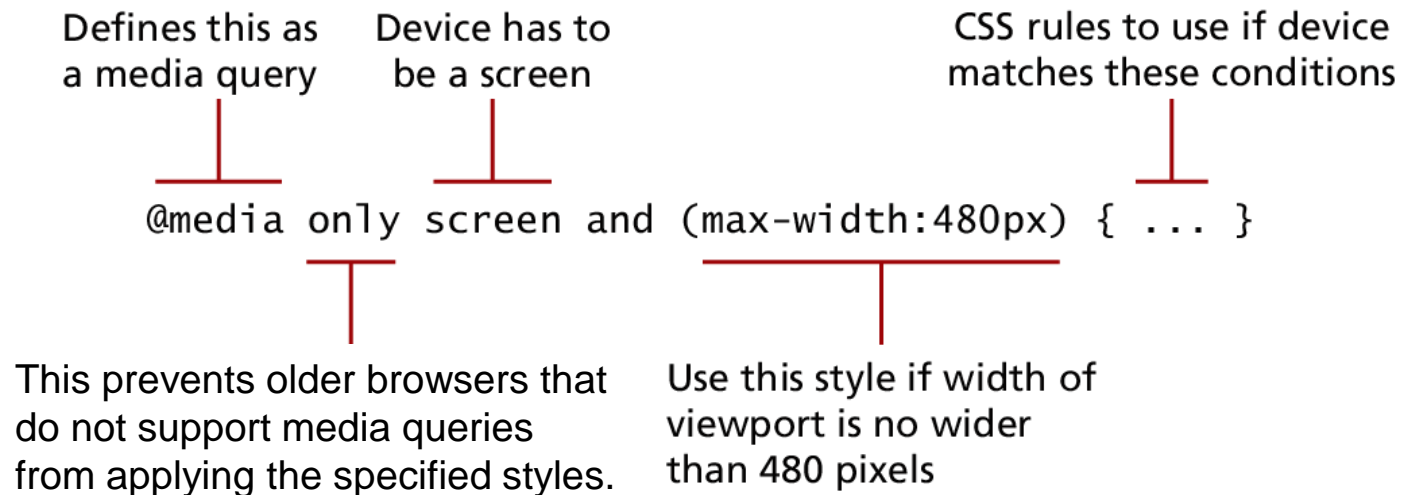 Defines this as
a media query
Device has to
be a screen
CSS rules to use if device
matches these conditions
@media only screen and (max-width:480px) { ... }
This prevents older browsers that
do not support media queries
from applying the specified styles.
Use this style if width of
viewport is no wider
than 480 pixels